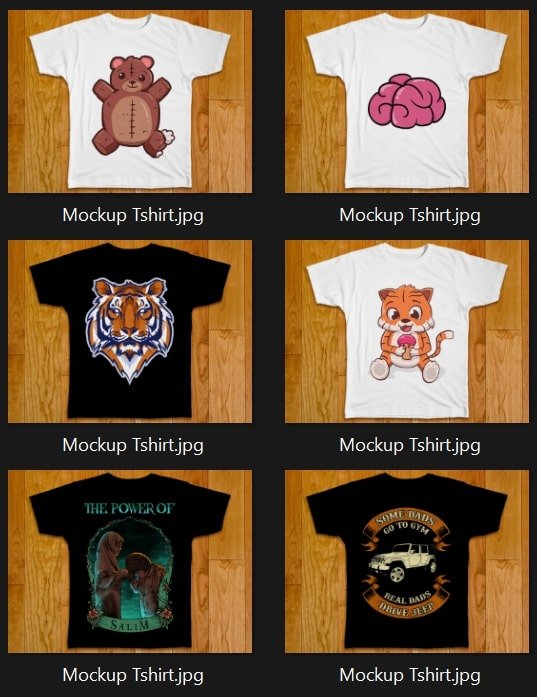 Mockup Tshirt.jpg
Mockup Tshirt.jpg
Mockup Tshirt.jpg
Mockup Tshirt.jpg
THE POWER OF
SALIM
SOME DADS
GO TO GYM
REAL DADS
DRIVE JEEP
Mockup Tshirt.jpg
Mockup Tshirt.jpg